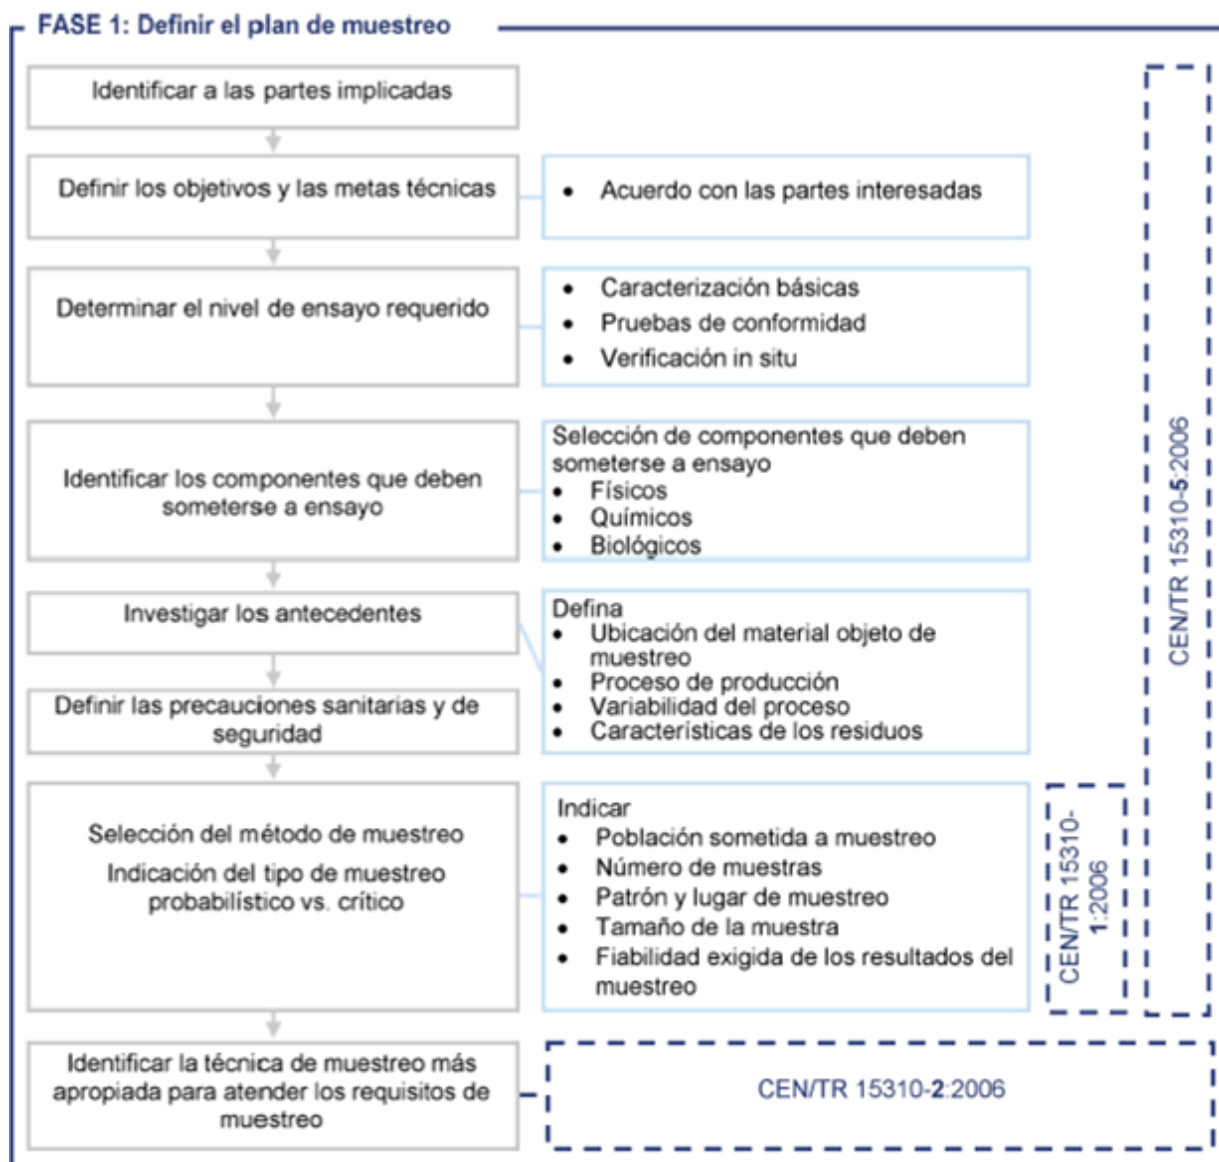 FASE 1: Definir el plan de muestreo
Identificar a las partes implicadas
Definir los objetivos y las metas técnicas
• Acuerdo con las partes interesadas
Determinar el nivel de ensayo requerido
• Caracterización básicas
• Pruebas de conformidad
• Verificación in situ
Identificar los componentes que deben
someterse a ensayo
Selección de componentes que deben
someterse a ensayo
• Físicos
• Químicos
• Biológicos
Investigar los antecedentes
Defina
• Ubicación del material objeto de
muestreo
• Proceso de producción
• Variabilidad del proceso
• Características de los residuos
Definir las precauciones sanitarias y de
seguridad
Selección del método de muestreo
Indicación del tipo de muestreo
probabilístico vs. crítico
Indicar
• Población sometida a muestreo
• Número de muestras
• Patrón y lugar de muestreo
• Tamaño de la muestra
• Fiabilidad exigida de los resultados del
muestreo
CEN/TR 15310-
1:2006
CEN/TR 15310-5:2006
Identificar la técnica de muestreo más
apropiada para atender los requisitos de
muestreo
CEN/TR 15310-2:2006